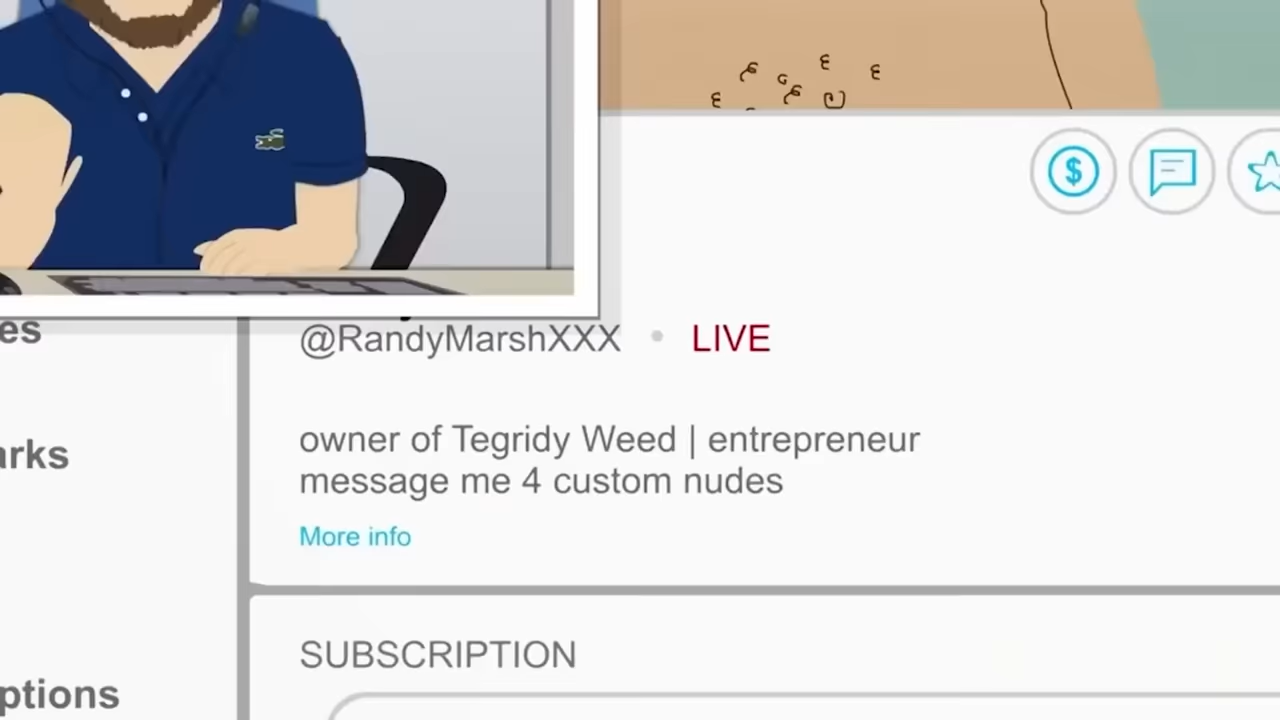 @RandyMarshXXX • LIVE
owner of Tegridy Weed | entrepreneur
message me 4 custom nudes
More info
SUBSCRIPTION
es
arks
ptions